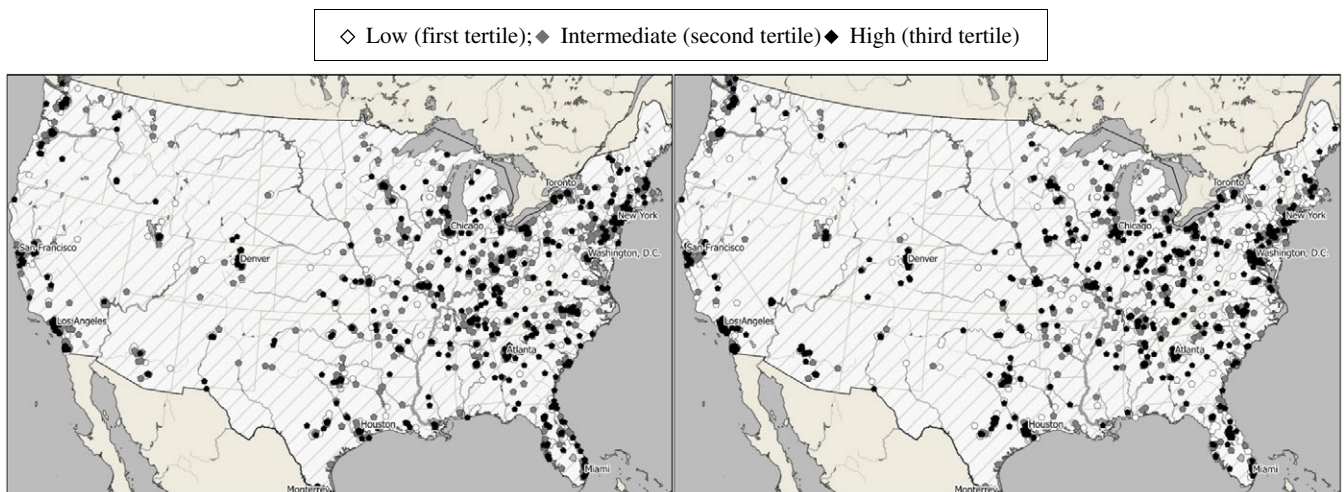 ◇ Low (first tertile);◆ Intermediate (second tertile)◆ High (third tertile)
Toronto
New York
Chicago
San Francisco
Washington, D.C.
Denver
Los Angeles
Atlanta
Houston
Miami
Monterrey
Toronto
New York
Chicago
San Francisco
Washington, D.C.
Denver
Los Angeles
Atlanta
Houston
Miami
Monterrey